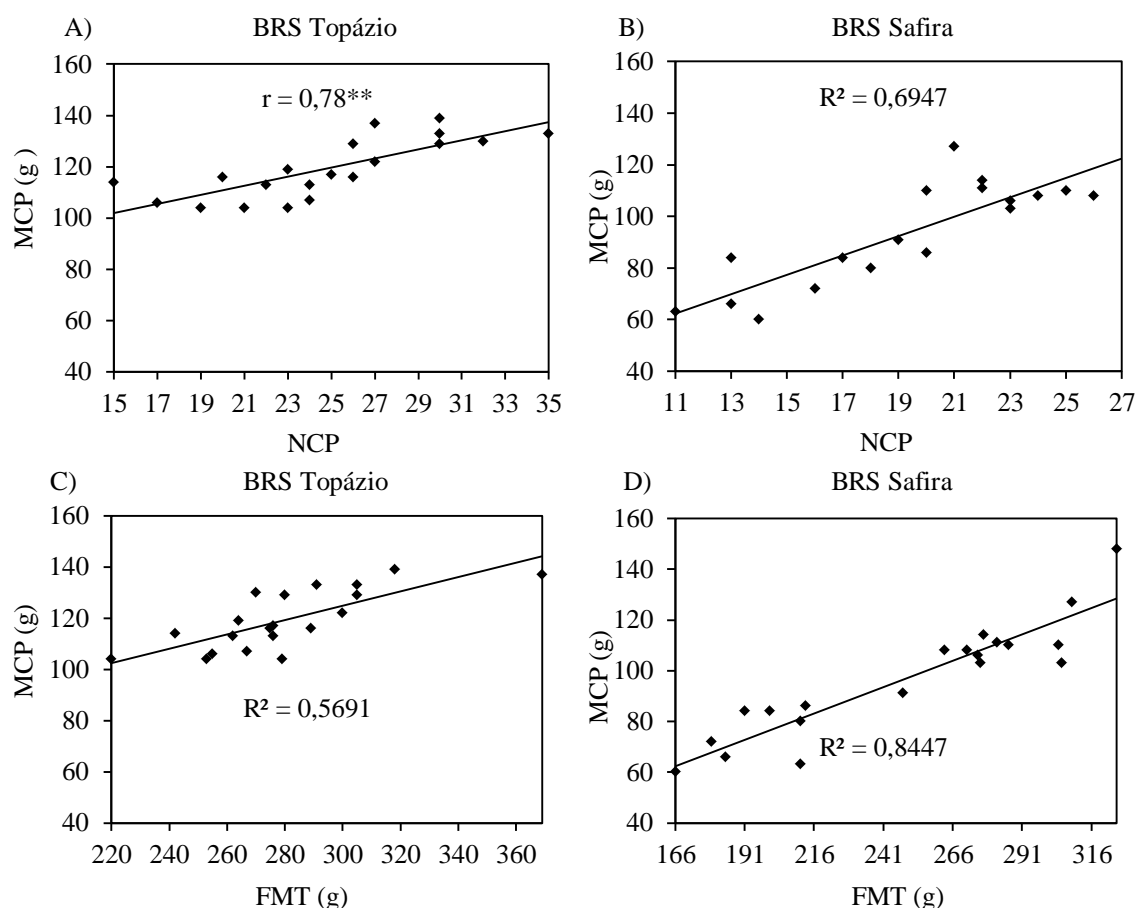 A) BRS Topázio
r = 0,78**
MCP (g )
160
140
120
100
80
60
40
15 17 19 21 23 25 27 29 31 33 35
NCP
B) BRS Safira
R² = 0,6947
MCP (g)
160
140
120
100
80
60
40
11 13 15 17 19 21 23 25 27
NCP
C) BRS Topázio
R² = 0,5691
MCP (g)
160
140
120
100
80
60
40
220 240 260 280 300 320 340 360
FMT (g)
D) BRS Safira
R² = 0,8447
MCP (g)
160
140
120
100
80
60
40
166 191 216 241 266 291 316
FMT (g)